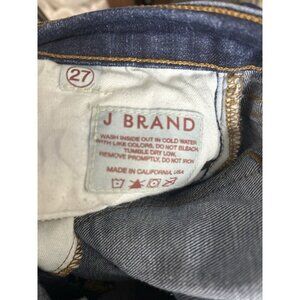 27
J BRAND
WASH INSIDE OUT IN COLD WATER
WITH LIKE COLORS, DO NOT BLEACH,
TUMBLE DRY LOW,
REMOVE PROMPTLY, DO NOT IRON
MADE IN CALIFORNIA, USA